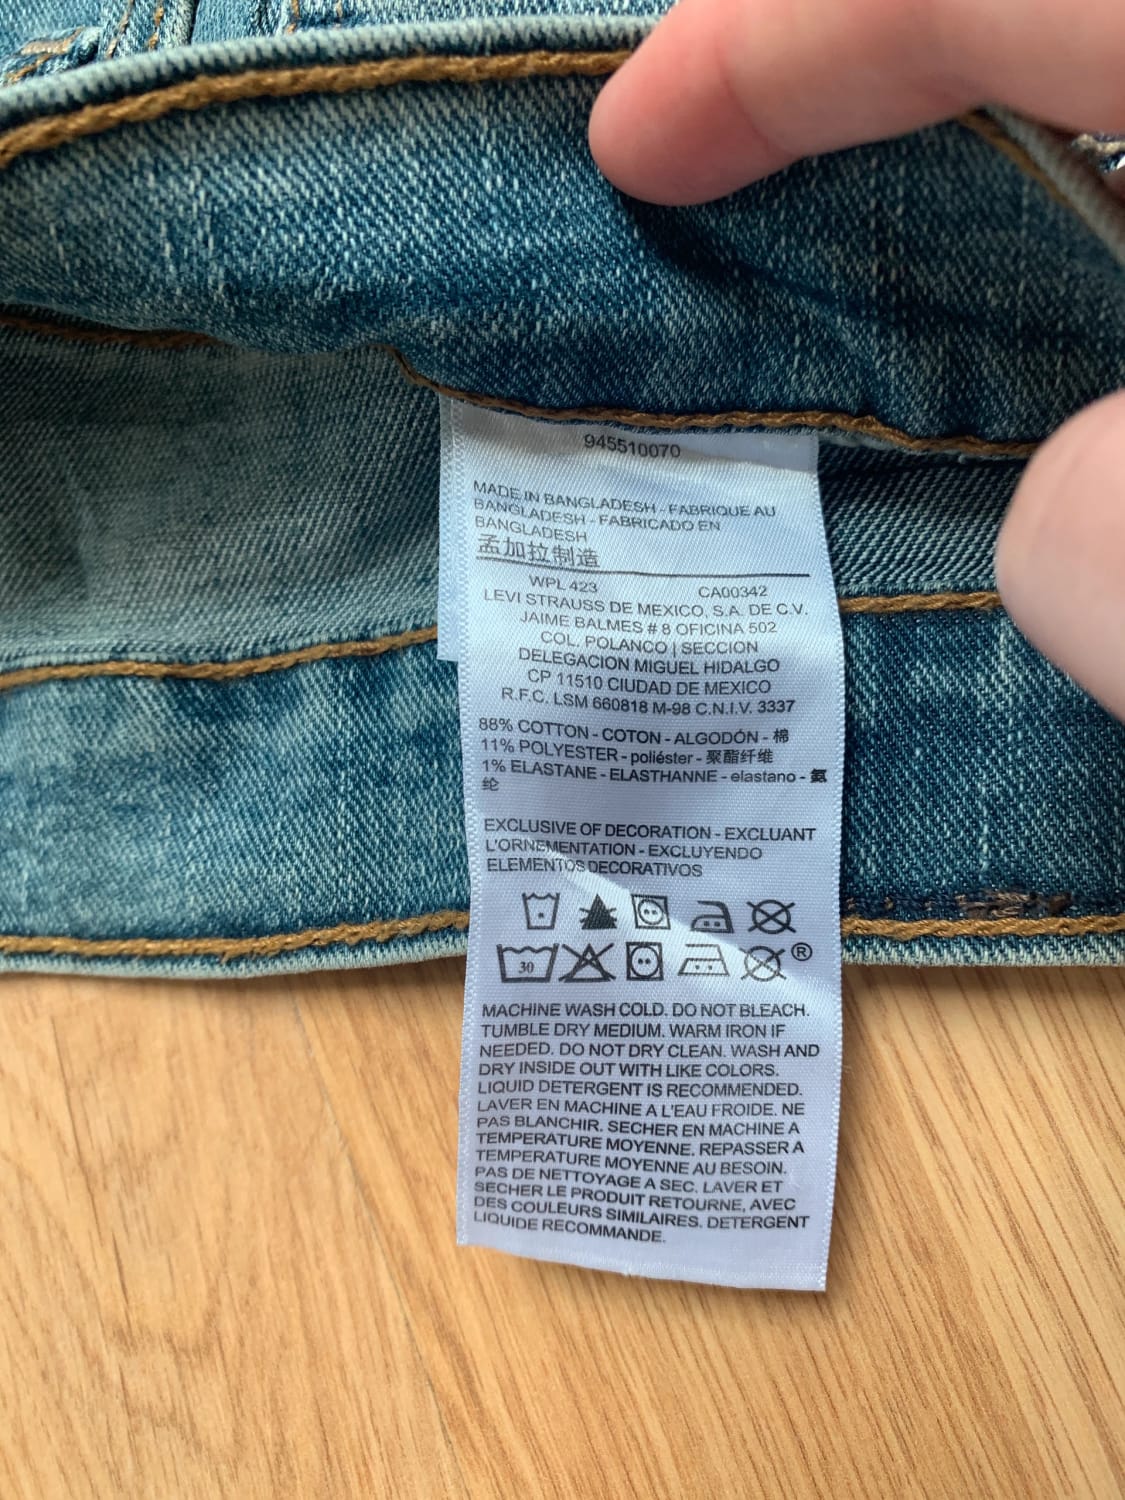 945510070
MADE IN BANGLADESH - FABRIQUE AU
BANGLADESH - FABRICADO EN
BANGLADESH
孟加拉制造
WPL 423 CA00342
LEVI STRAUSS DE MEXICO, S.A. DE C.V.
JAIME BALMES # 8 OFICINA 502
COL. POLANCO | SECCION
DELEGACION MIGUEL HIDALGO
CP 11510 CIUDAD DE MEXICO
R.F.C. LSM 660818 M-98 C.N.I.V. 3337
88% COTTON - COTON - ALGODÓN - 棉
11% POLYESTER - poliéster - 聚酯纤维
1% ELASTANE - ELASTHANNE - elastano - 氨
纶
EXCLUSIVE OF DECORATION - EXCLUANT
L'ORNEMENTATION - EXCLUYENDO
ELEMENTOS DECORATIVOS
30 ®
MACHINE WASH COLD. DO NOT BLEACH.
TUMBLE DRY MEDIUM. WARM IRON IF
NEEDED. DO NOT DRY CLEAN. WASH AND
DRY INSIDE OUT WITH LIKE COLORS.
LIQUID DETERGENT IS RECOMMENDED.
LAVER EN MACHINE A L'EAU FROIDE. NE
PAS BLANCHIR. SECHER EN MACHINE A
TEMPERATURE MOYENNE. REPASSER A
TEMPERATURE MOYENNE AU BESOIN.
PAS DE NETTOYAGE A SEC. LAVER ET
SECHER LE PRODUIT RETOURNE, AVEC
DES COULEURS SIMILAIRES. DETERGENT
LIQUIDE RECOMMANDE.